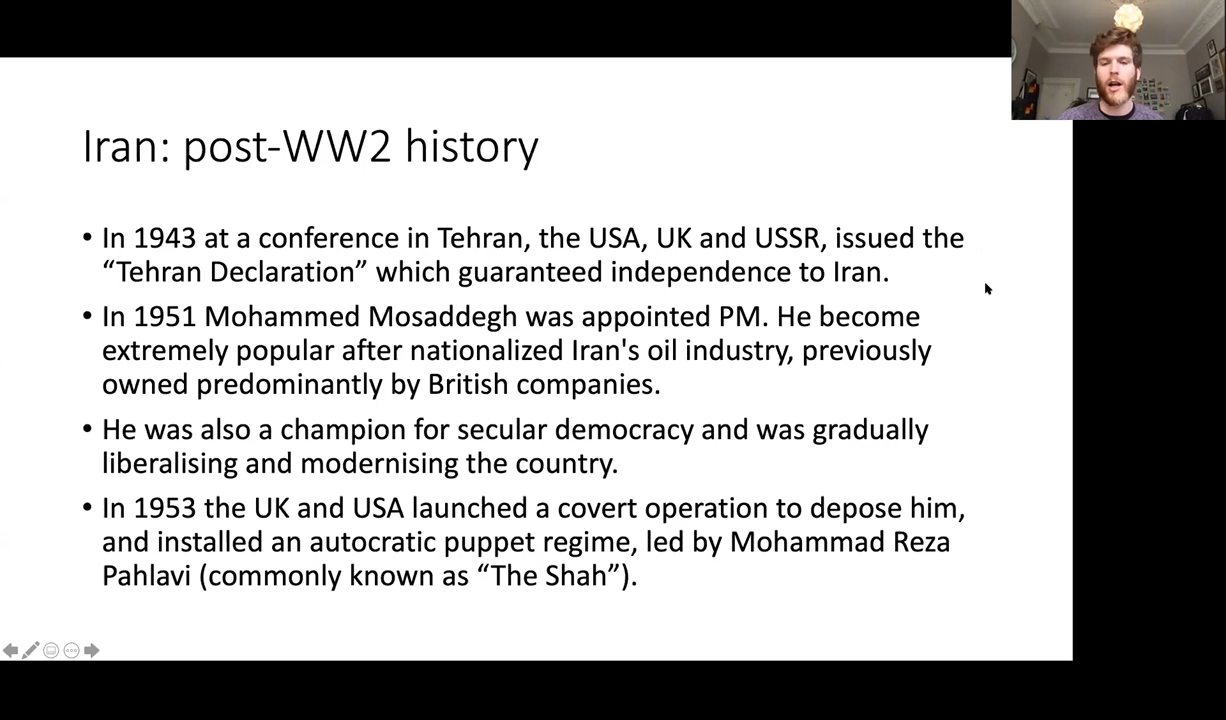 Iran: post-WW2 history
• In 1943 at a conference in Tehran, the USA, UK and USSR, issued the
“Tehran Declaration” which guaranteed independence to Iran.
• In 1951 Mohammed Mosaddegh was appointed PM. He become
extremely popular after nationalized Iran's oil industry, previously
owned predominantly by British companies.
• He was also a champion for secular democracy and was gradually
liberalising and modernising the country.
• In 1953 the UK and USA launched a covert operation to depose him,
and installed an autocratic puppet regime, led by Mohammad Reza
Pahlavi (commonly known as “The Shah”).